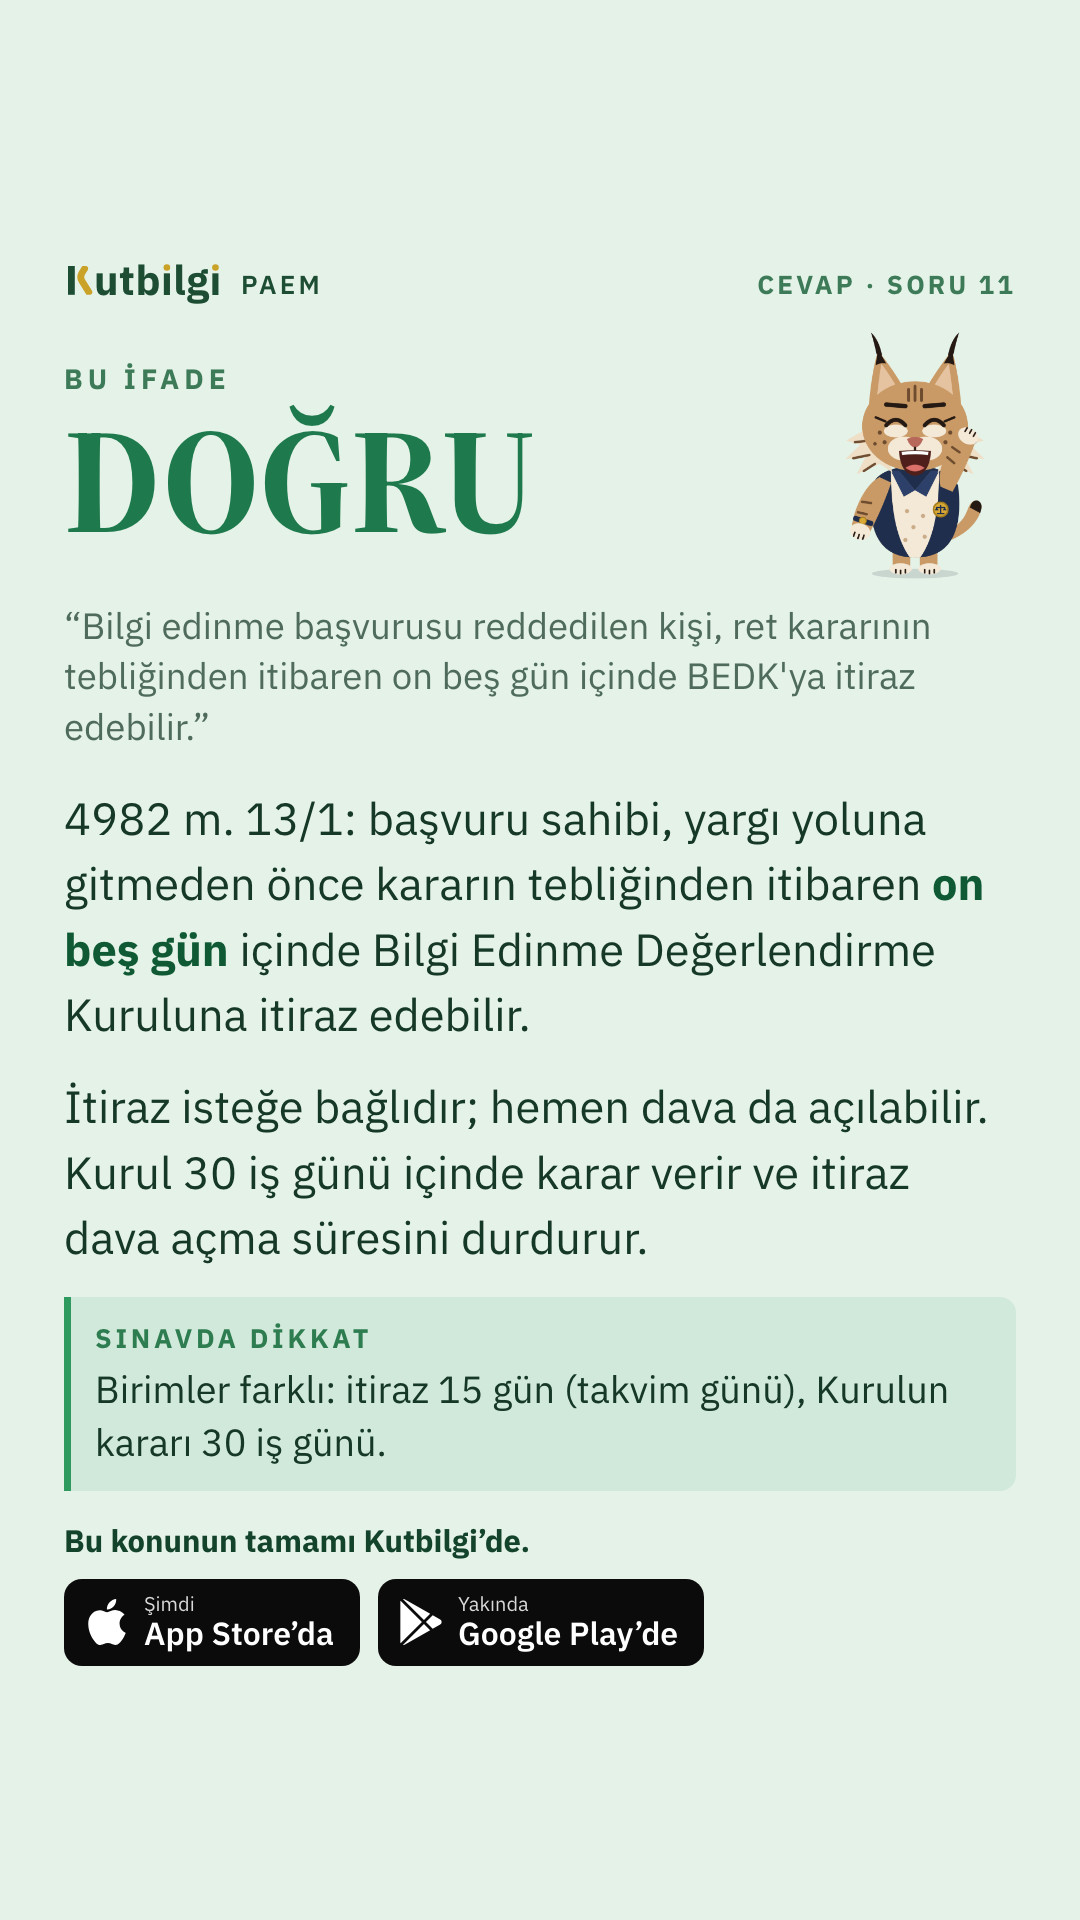 Kutbilgi PAEM
CEVAP · SORU 11
BU İFADE
DOĞRU
“Bilgi edinme başvurusu reddedilen kişi, ret kararının
tebliğinden itibaren on beş gün içinde BEDK'ya itiraz
edebilir.”
4982 m. 13/1: başvuru sahibi, yargı yoluna
gitmeden önce kararın tebliğinden itibaren on
beş gün içinde Bilgi Edinme Değerlendirme
Kuruluna itiraz edebilir.
İtiraz isteğe bağlıdır; hemen dava da açılabilir.
Kurul 30 iş günü içinde karar verir ve itiraz
dava açma süresini durdurur.
SINAVDA DİKKAT
Birimler farklı: itiraz 15 gün (takvim günü), Kurulun
kararı 30 iş günü.
Bu konunun tamamı Kutbilgi’de.
Şimdi
App Store’da
Yakında
Google Play’de